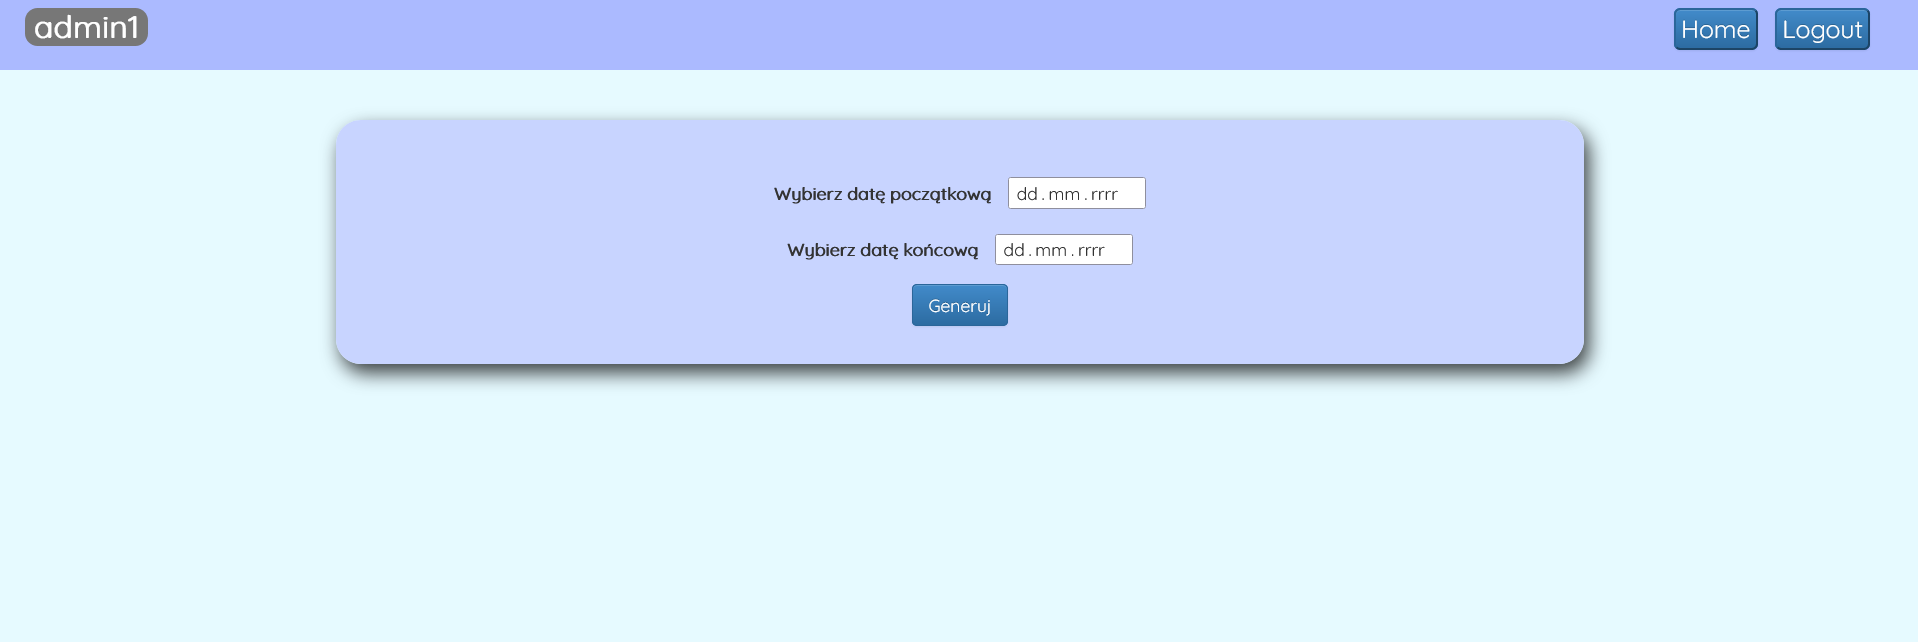 admin1 Home Logout
Wybierz datę początkową dd.mm.rrrr
Wybierz datę końcową dd.mm.rrrr
Generuj